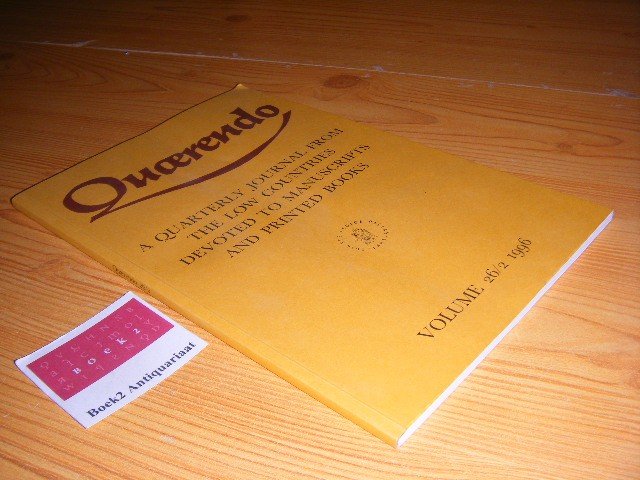 Quærendo
A QUARTERLY JOURNAL FROM
THE LOW COUNTRIES
DEVOTED TO MANUSCRIPTS
AND PRINTED BOOKS
VOLUME 26/2 1996
BOEK2
Boek2 Antiquariaat